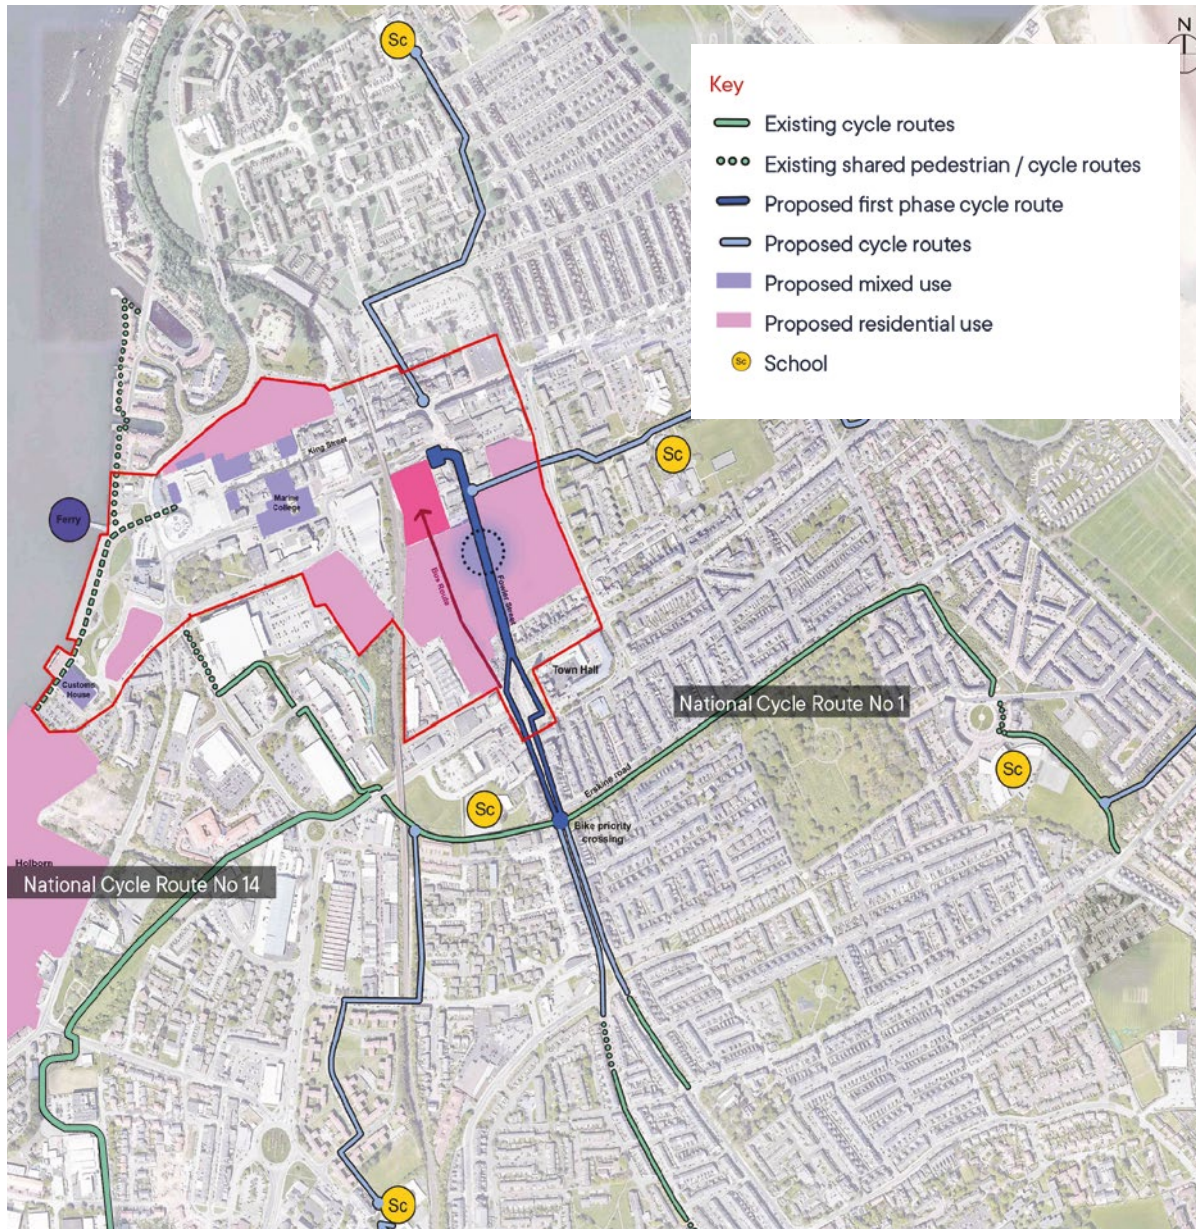 Sc
N
Key
Existing cycle routes
Existing shared pedestrian / cycle routes
Proposed first phase cycle route
Proposed cycle routes
Proposed mixed use
Proposed residential use
Sc
School
King Street
Sc
Marine
College
Ferry
Bus Route
Fowler Street
Town Hall
Customs
House
National Cycle Route No 1
Sc
Erskine road
Sc
Bike priority
crossing
Holborn
National Cycle Route No 14
Sc